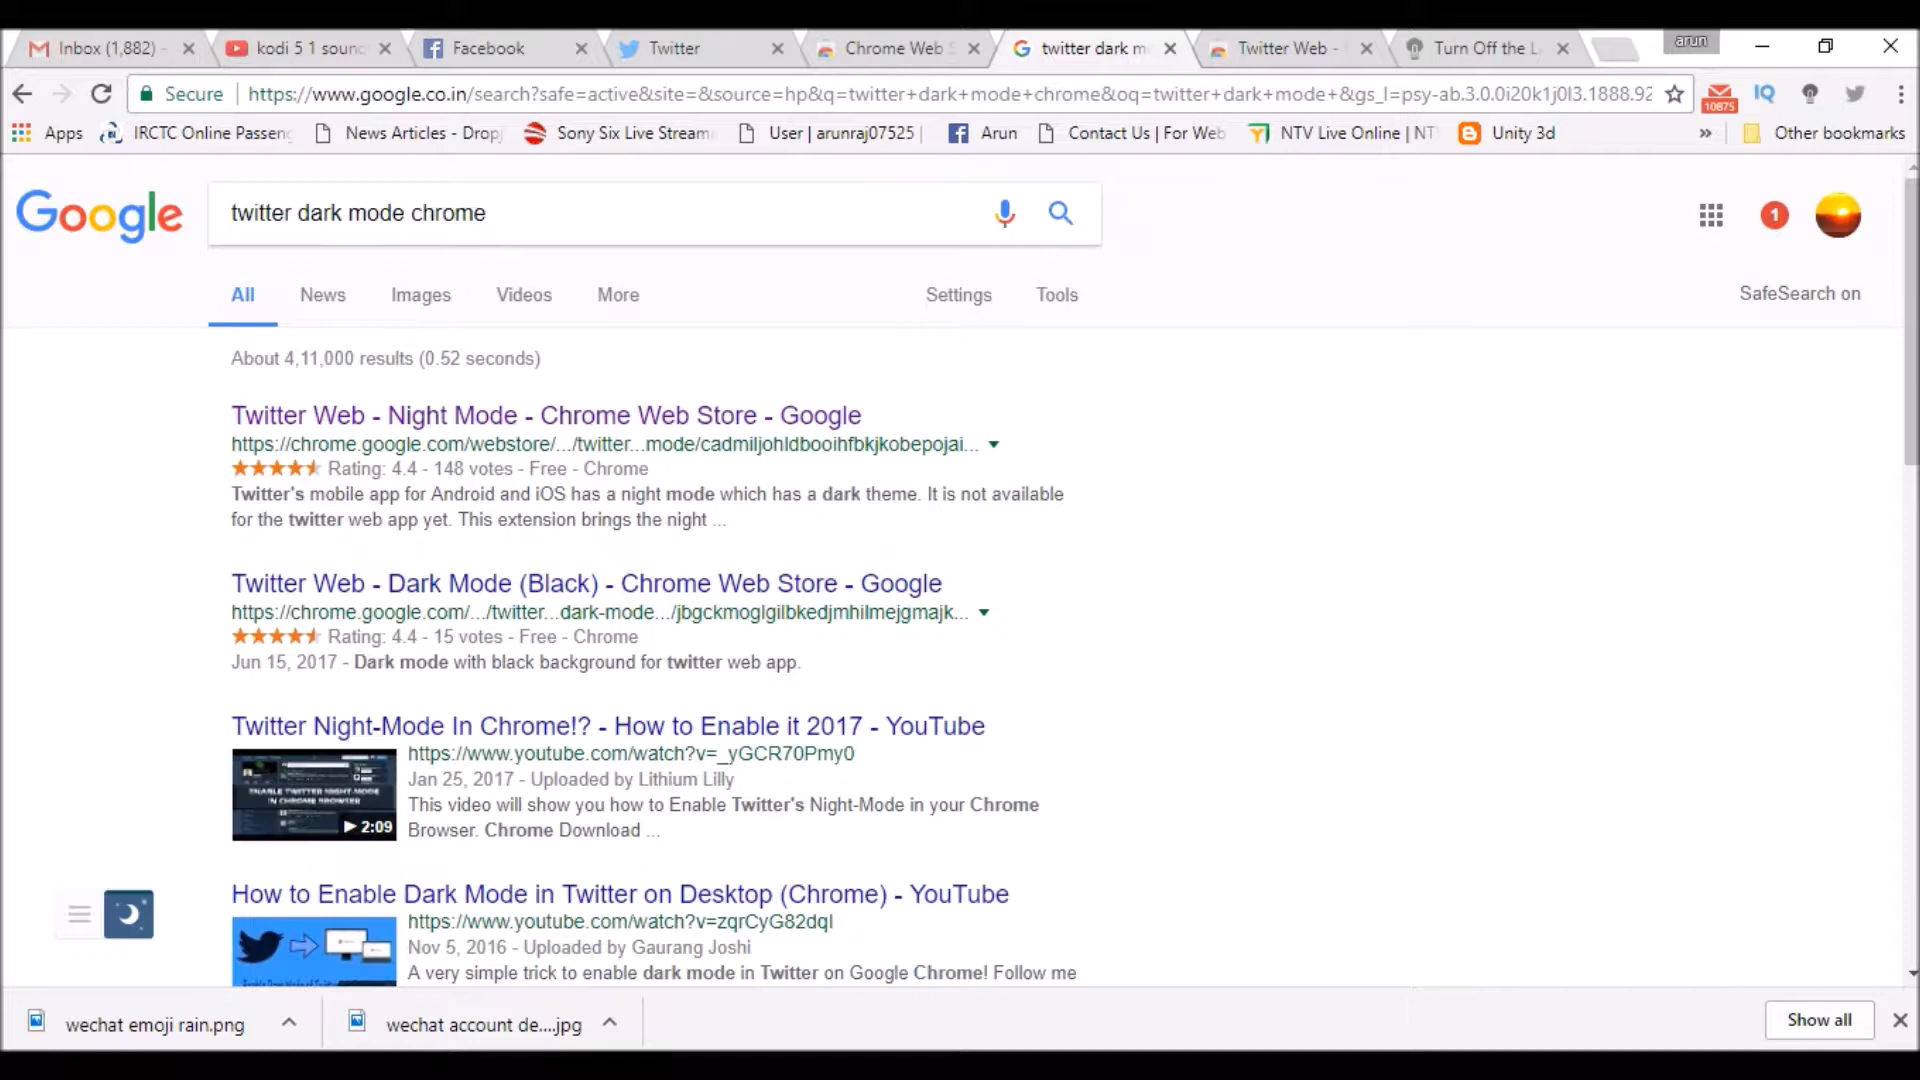 Inbox (1,882) -
kodi 5 1 soun
Facebook
Twitter
Chrome Web S
twitter dark m
Twitter Web -
Turn Off the L
arun
Secure https://www.google.co.in/search?safe=active&site=&source=hp&q=twitter+dark+mode+chrome&oq=twitter+dark+mode+&gs_l=psy-ab.3.0.0i20k1j0l3.1888.92
10875
IQ
Apps
IRCTC Online Passen
News Articles - Drop
Sony Six Live Stream
User | arunraj07525 |
Arun
Contact Us | For Web
NTV Live Online | NT
Unity 3d
»
Other bookmarks
Google
twitter dark mode chrome
1
All News Images Videos More Settings Tools
SafeSearch on
About 4,11,000 results (0.52 seconds)
Twitter Web - Night Mode - Chrome Web Store - Google
https://chrome.google.com/webstore/.../twitter...mode/cadmiljohldbooihfbkjkobepojai...
Rating: 4.4 - 148 votes - Free - Chrome
Twitter's mobile app for Android and iOS has a night mode which has a dark theme. It is not available
for the twitter web app yet. This extension brings the night ...
Twitter Web - Dark Mode (Black) - Chrome Web Store - Google
https://chrome.google.com/.../twitter...dark-mode.../jbgckmoglgilbkedjmhilmejgmajk...
Rating: 4.4 - 15 votes - Free - Chrome
Jun 15, 2017 - Dark mode with black background for twitter web app.
Twitter Night-Mode In Chrome!? - How to Enable it 2017 - YouTube
https://www.youtube.com/watch?v=_yGCR70Pmy0
Jan 25, 2017 - Uploaded by Lithium Lilly
This video will show you how to Enable Twitter's Night-Mode in your Chrome
Browser. Chrome Download ...
ENABLE TWITTER NIGHT-MODE
IN CHROME BROWSER
2:09
How to Enable Dark Mode in Twitter on Desktop (Chrome) - YouTube
https://www.youtube.com/watch?v=zqrCyG82dqI
Nov 5, 2016 - Uploaded by Gaurang Joshi
A very simple trick to enable dark mode in Twitter on Google Chrome! Follow me
wechat emoji rain.png
wechat account de....jpg
Show all